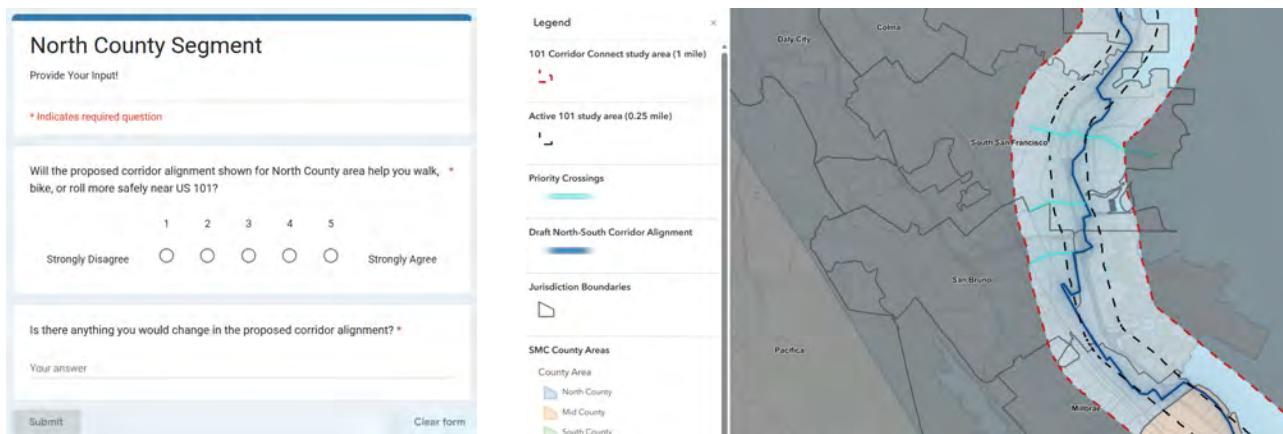 North County Segment
Provide Your Input!
* Indicates required question
Will the proposed corridor alignment shown for North County area help you walk, *
bike, or roll more safely near US 101?
1 2 3 4 5
Strongly Disagree Strongly Agree
Is there anything you would change in the proposed corridor alignment? *
Your answer
Submit Clear form
Legend ×
101 Corridor Connect study area (1 mile)
Active 101 study area (0.25 mile)
Priority Crossings
Draft North-South Corridor Alignment
Jurisdiction Boundaries
SMC County Areas
County Area
North County
Mid County
South County
Daly City
Colma
South San Francisco
San Bruno
Pacifica
Millbrae